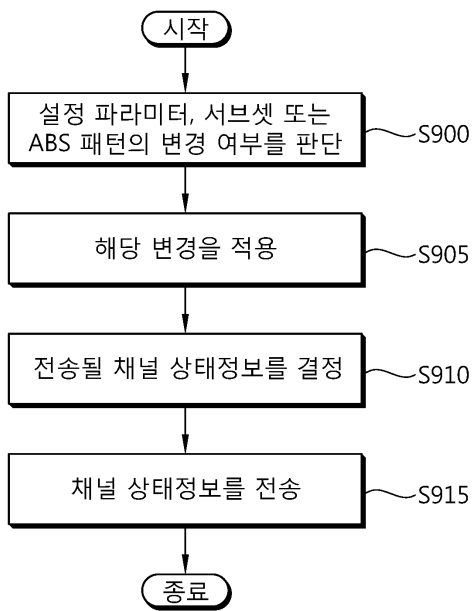 시작
설정 파라미터, 서브셋 또는
ABS 패턴의 변경 여부를 판단
S900
해당 변경을 적용
S905
전송될 채널 상태정보를 결정
S910
채널 상태정보를 전송
S915
종료